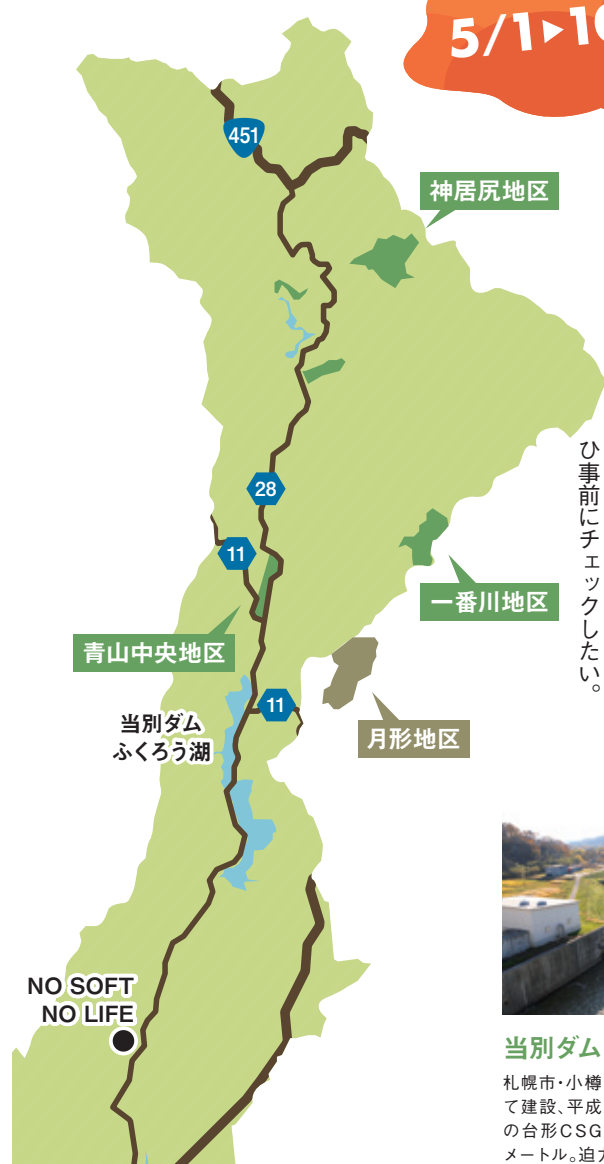 5/1▶1
451
神居尻地区
28
11
一番川地区
青山中央地区
11
当別ダム
ふくろう湖
月形地区
ひ事前にチェックしたい。
NO SOFT
NO LIFE
当別ダム
札幌市・小樽
て建設、平成
の台形CSG
メートル。迫力